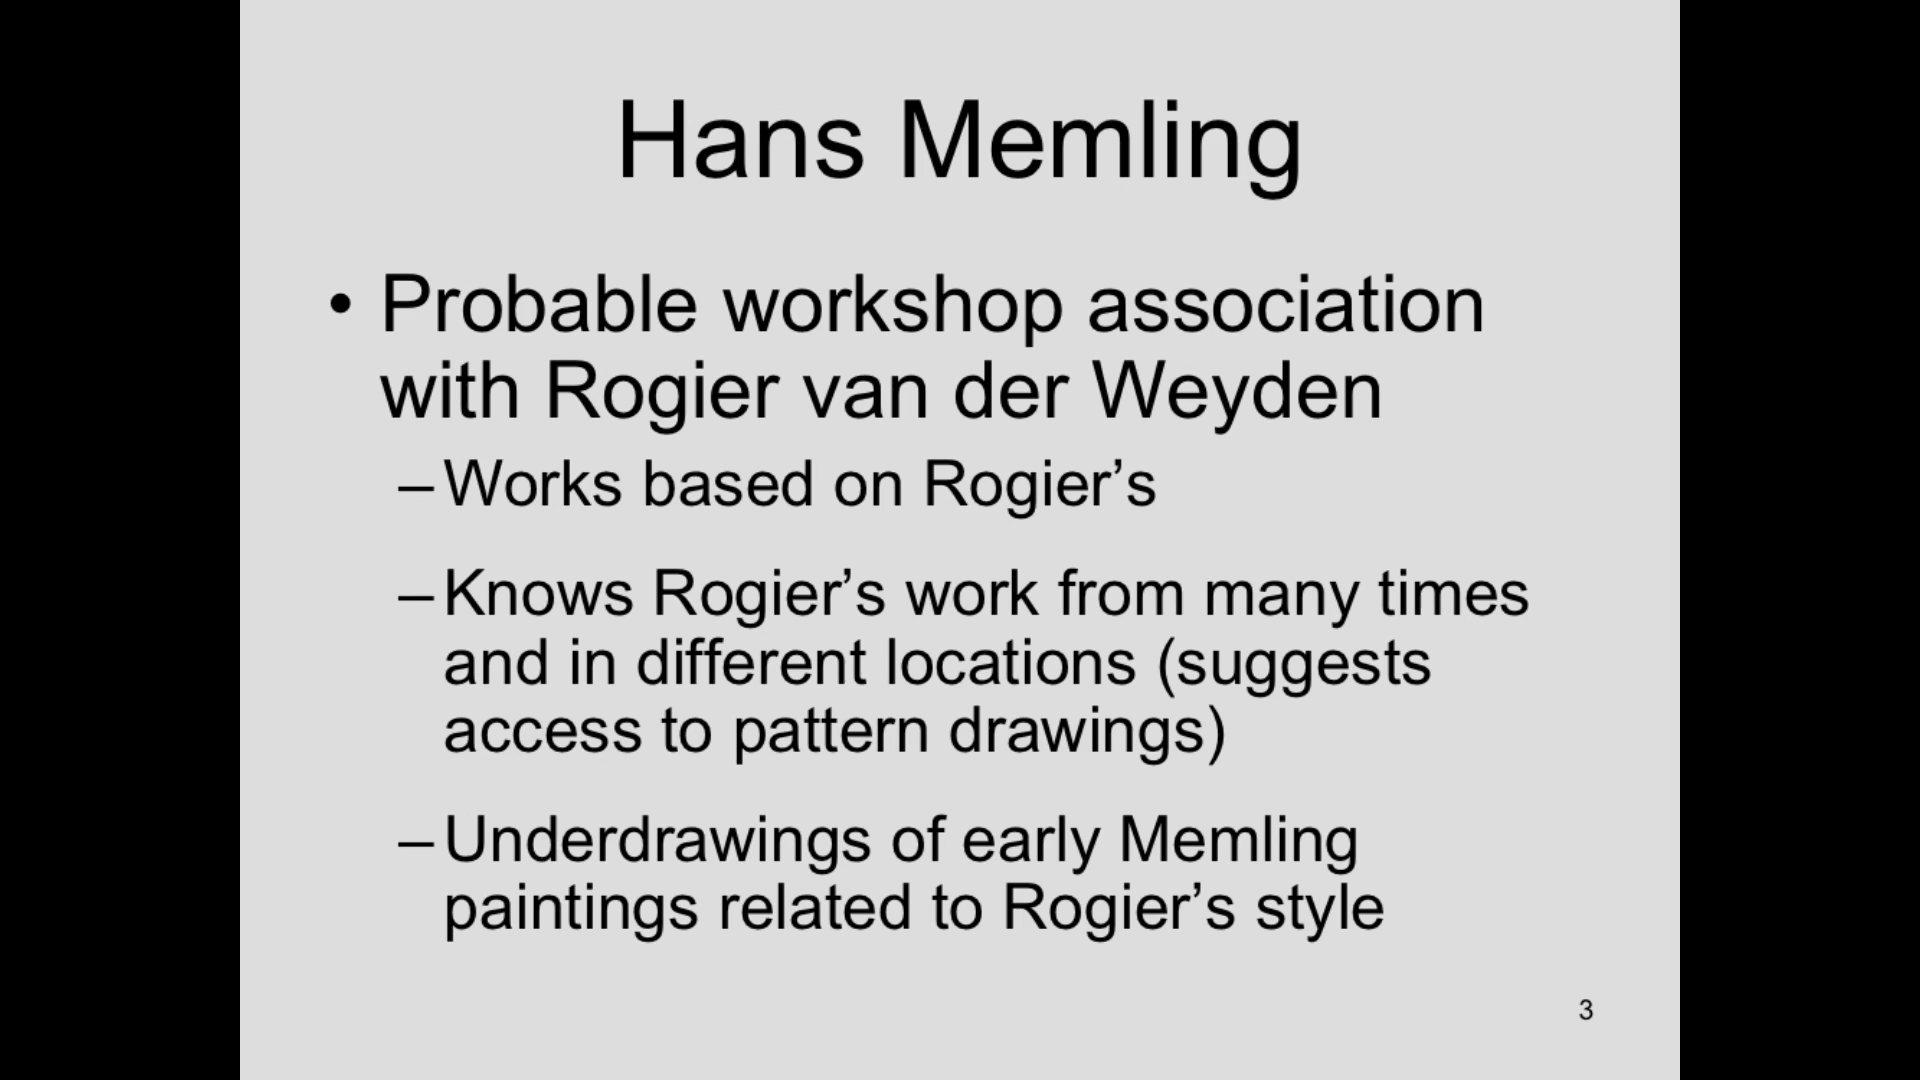 Hans Memling
• Probable workshop association
with Rogier van der Weyden
–Works based on Rogier’s
–Knows Rogier’s work from many times
and in different locations (suggests
access to pattern drawings)
–Underdrawings of early Memling
paintings related to Rogier’s style
3